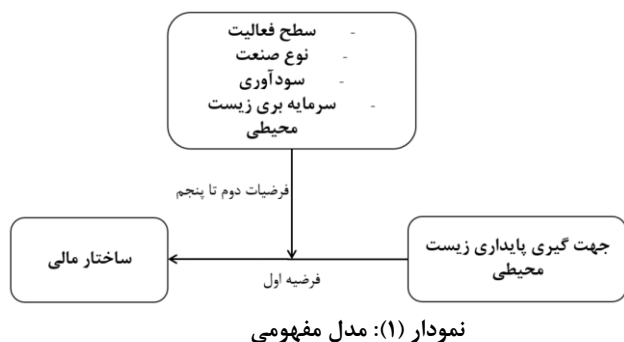 - سطح فعالیت
- نوع صنعت
- سودآوری
- سرمایه بری زیست
محیطی
فرضیات دوم تا پنجم
جهت گیری پایداری زیست
محیطی
ساختار مالی
فرضیه اول
نمودار (۱): مدل مفهومی